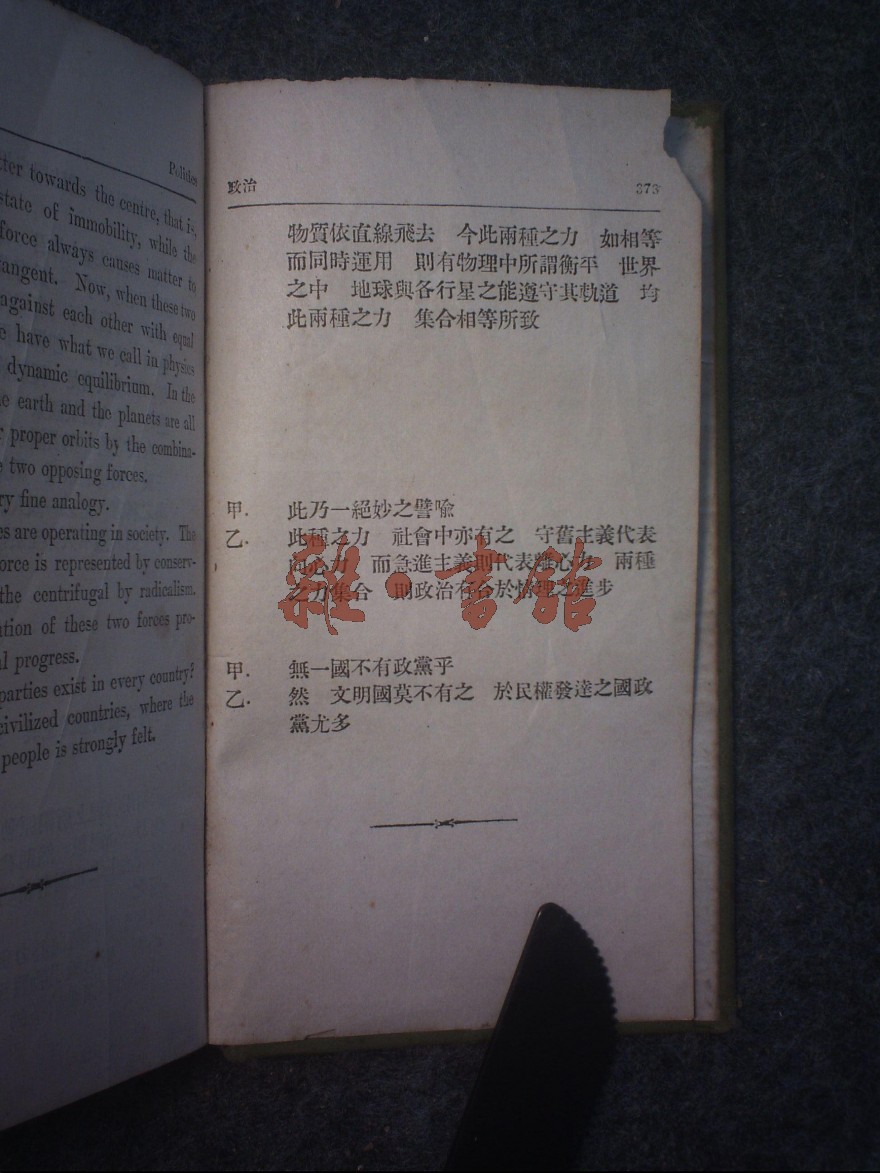 Politics
tter towards the centre, that is,
state of immobility, while the
force always causes matter to
tangent. Now, when these two
against each other with equal
e have what we call in physics
dynamic equilibrium. In the
e earth and the planets are all
r proper orbits by the combina-
e two opposing forces.
ry fine analogy.
es are operating in society. The
orce is represented by conserv-
the centrifugal by radicalism.
tion of these two forces pro-
al progress.
parties exist in every country?
civilized countries, where the
people is strongly felt.
政治 373
物質依直線飛去 今此兩種之力 如相等
而同時運用 則有物理中所謂衡平 世界
之中 地球與各行星之能遵守其軌道 均
此兩種之力 集合相等所致
甲. 此乃一絕妙之譬喩
乙. 此種之力 社會中亦有之 守舊主義代表
向心力 而急進主義則代表離心力 兩種
之力集合 則政治有合於情理之進步
甲. 無一國不有政黨乎
乙. 然 文明國莫不有之 於民權發達之國政
黨尤多
雜·書館